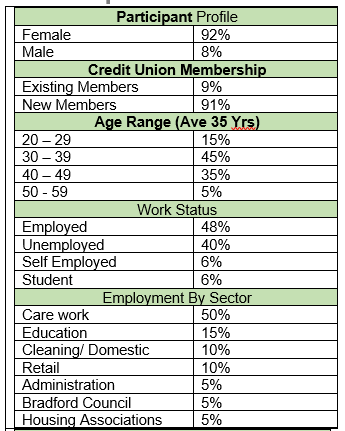 Participant Profile
Female 92%
Male 8%
Credit Union Membership
Existing Members 9%
New Members 91%
Age Range (Ave 35 Yrs)
20 – 29 15%
30 – 39 45%
40 – 49 35%
50 - 59 5%
Work Status
Employed 48%
Unemployed 40%
Self Employed 6%
Student 6%
Employment By Sector
Care work 50%
Education 15%
Cleaning/ Domestic 10%
Retail 10%
Administration 5%
Bradford Council 5%
Housing Associations 5%